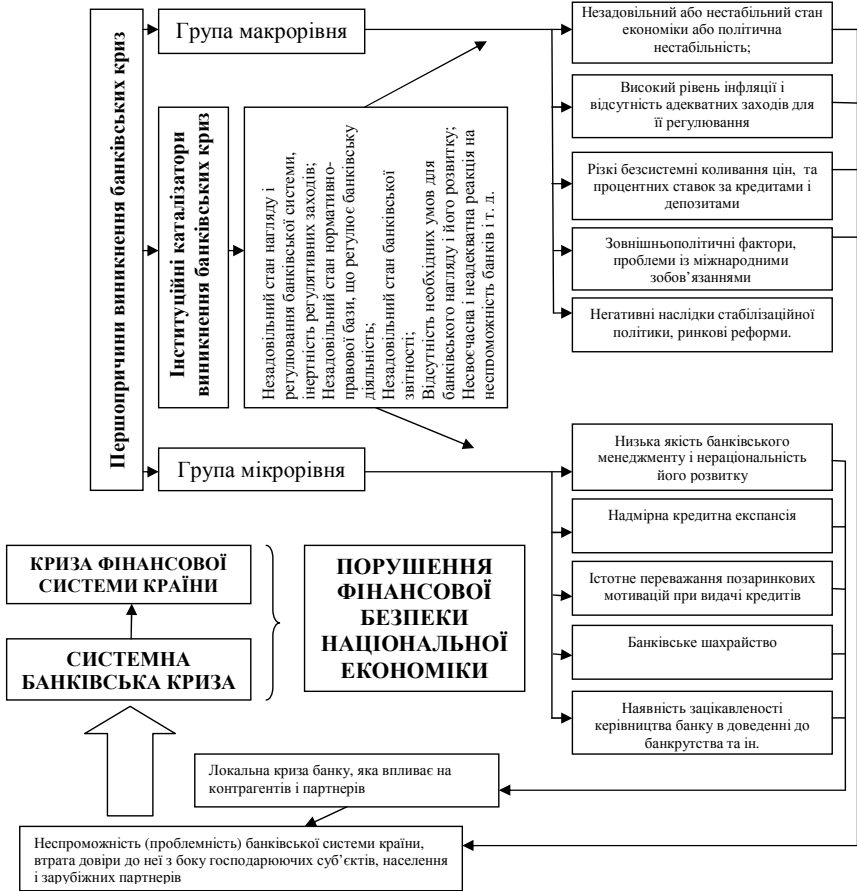 Першопричини виникнення банківських криз
Група макрорівня
Інституційні каталізатори
виникнення банківських криз
Незадовільний стан нагляду і
регулювання банківської системи,
інертність регулятивних заходів;
Незадовільний стан нормативно-
правової бази, що регулює банківську
діяльність;
Незадовільний стан банківської
звітності;
Відсутність необхідних умов для
банківського нагляду і його розвитку;
Несвоєчасна і неадекватна реакція на
неспроможність банків і т. д.
Група мікрорівня
Незадовільний або нестабільний стан
економіки або політична
нестабільність;
Високий рівень інфляції і
відсутність адекватних заходів для
її регулювання
Різкі безсистемні коливання цін, та
процентних ставок за кредитами і
депозитами
Зовнішньополітичні фактори,
проблеми із міжнародними
зобов’язаннями
Негативні наслідки стабілізаційної
політики, ринкові реформи.
Низька якість банківського
менеджменту і нераціональність
його розвитку
Надмірна кредитна експансія
Істотне переважання позаринкових
мотивацій при видачі кредитів
Банківське шахрайство
Наявність зацікавленості
керівництва банку в доведенні до
банкрутства та ін.
КРИЗА ФІНАНСОВОЇ
СИСТЕМИ КРАЇНИ
СИСТЕМНА
БАНКІВСЬКА КРИЗА
ПОРУШЕННЯ
ФІНАНСОВОЇ
БЕЗПЕКИ
НАЦІОНАЛЬНОЇ
ЕКОНОМІКИ
Локальна криза банку, яка впливає на
контрагентів і партнерів
Неспроможність (проблемність) банківської системи країни,
втрата довіри до неї з боку господарюючих суб’єктів, населення
і зарубіжних партнерів